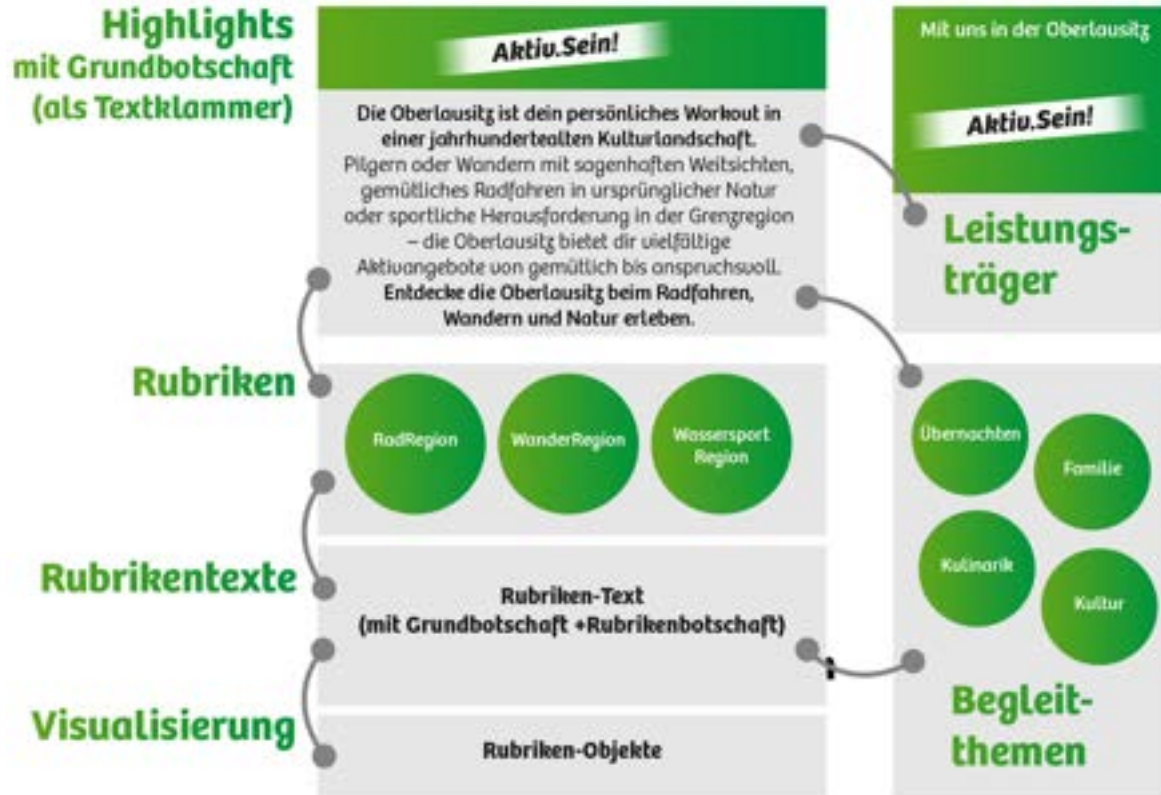 Highlights
mit Grundbotschaft
(als Textklammer)
Aktiv.Sein!
Die Oberlausitz ist dein persönliches Workout in
einer jahrhundertealten Kulturlandschaft.
Pilgern oder Wandern mit sagenhaften Weitsichten,
gemütliches Radfahren in ursprünglicher Natur
oder sportliche Herausforderung in der Grenzregion
– die Oberlausitz bietet dir vielfältige
Aktivangebote von gemütlich bis anspruchsvoll.
Entdecke die Oberlausitz beim Radfahren,
Wandern und Natur erleben.
Mit uns in der Oberlausitz
Aktiv.Sein!
Leistungs-
träger
Rubriken
RadRegion
WanderRegion
Wassersport
Region
Rubrikentexte
Rubriken-Text
(mit Grundbotschaft +Rubrikenbotschaft)
Visualisierung
Rubriken-Objekte
Übernachten
Familie
Kulinarik
Kultur
Begleit-
themen